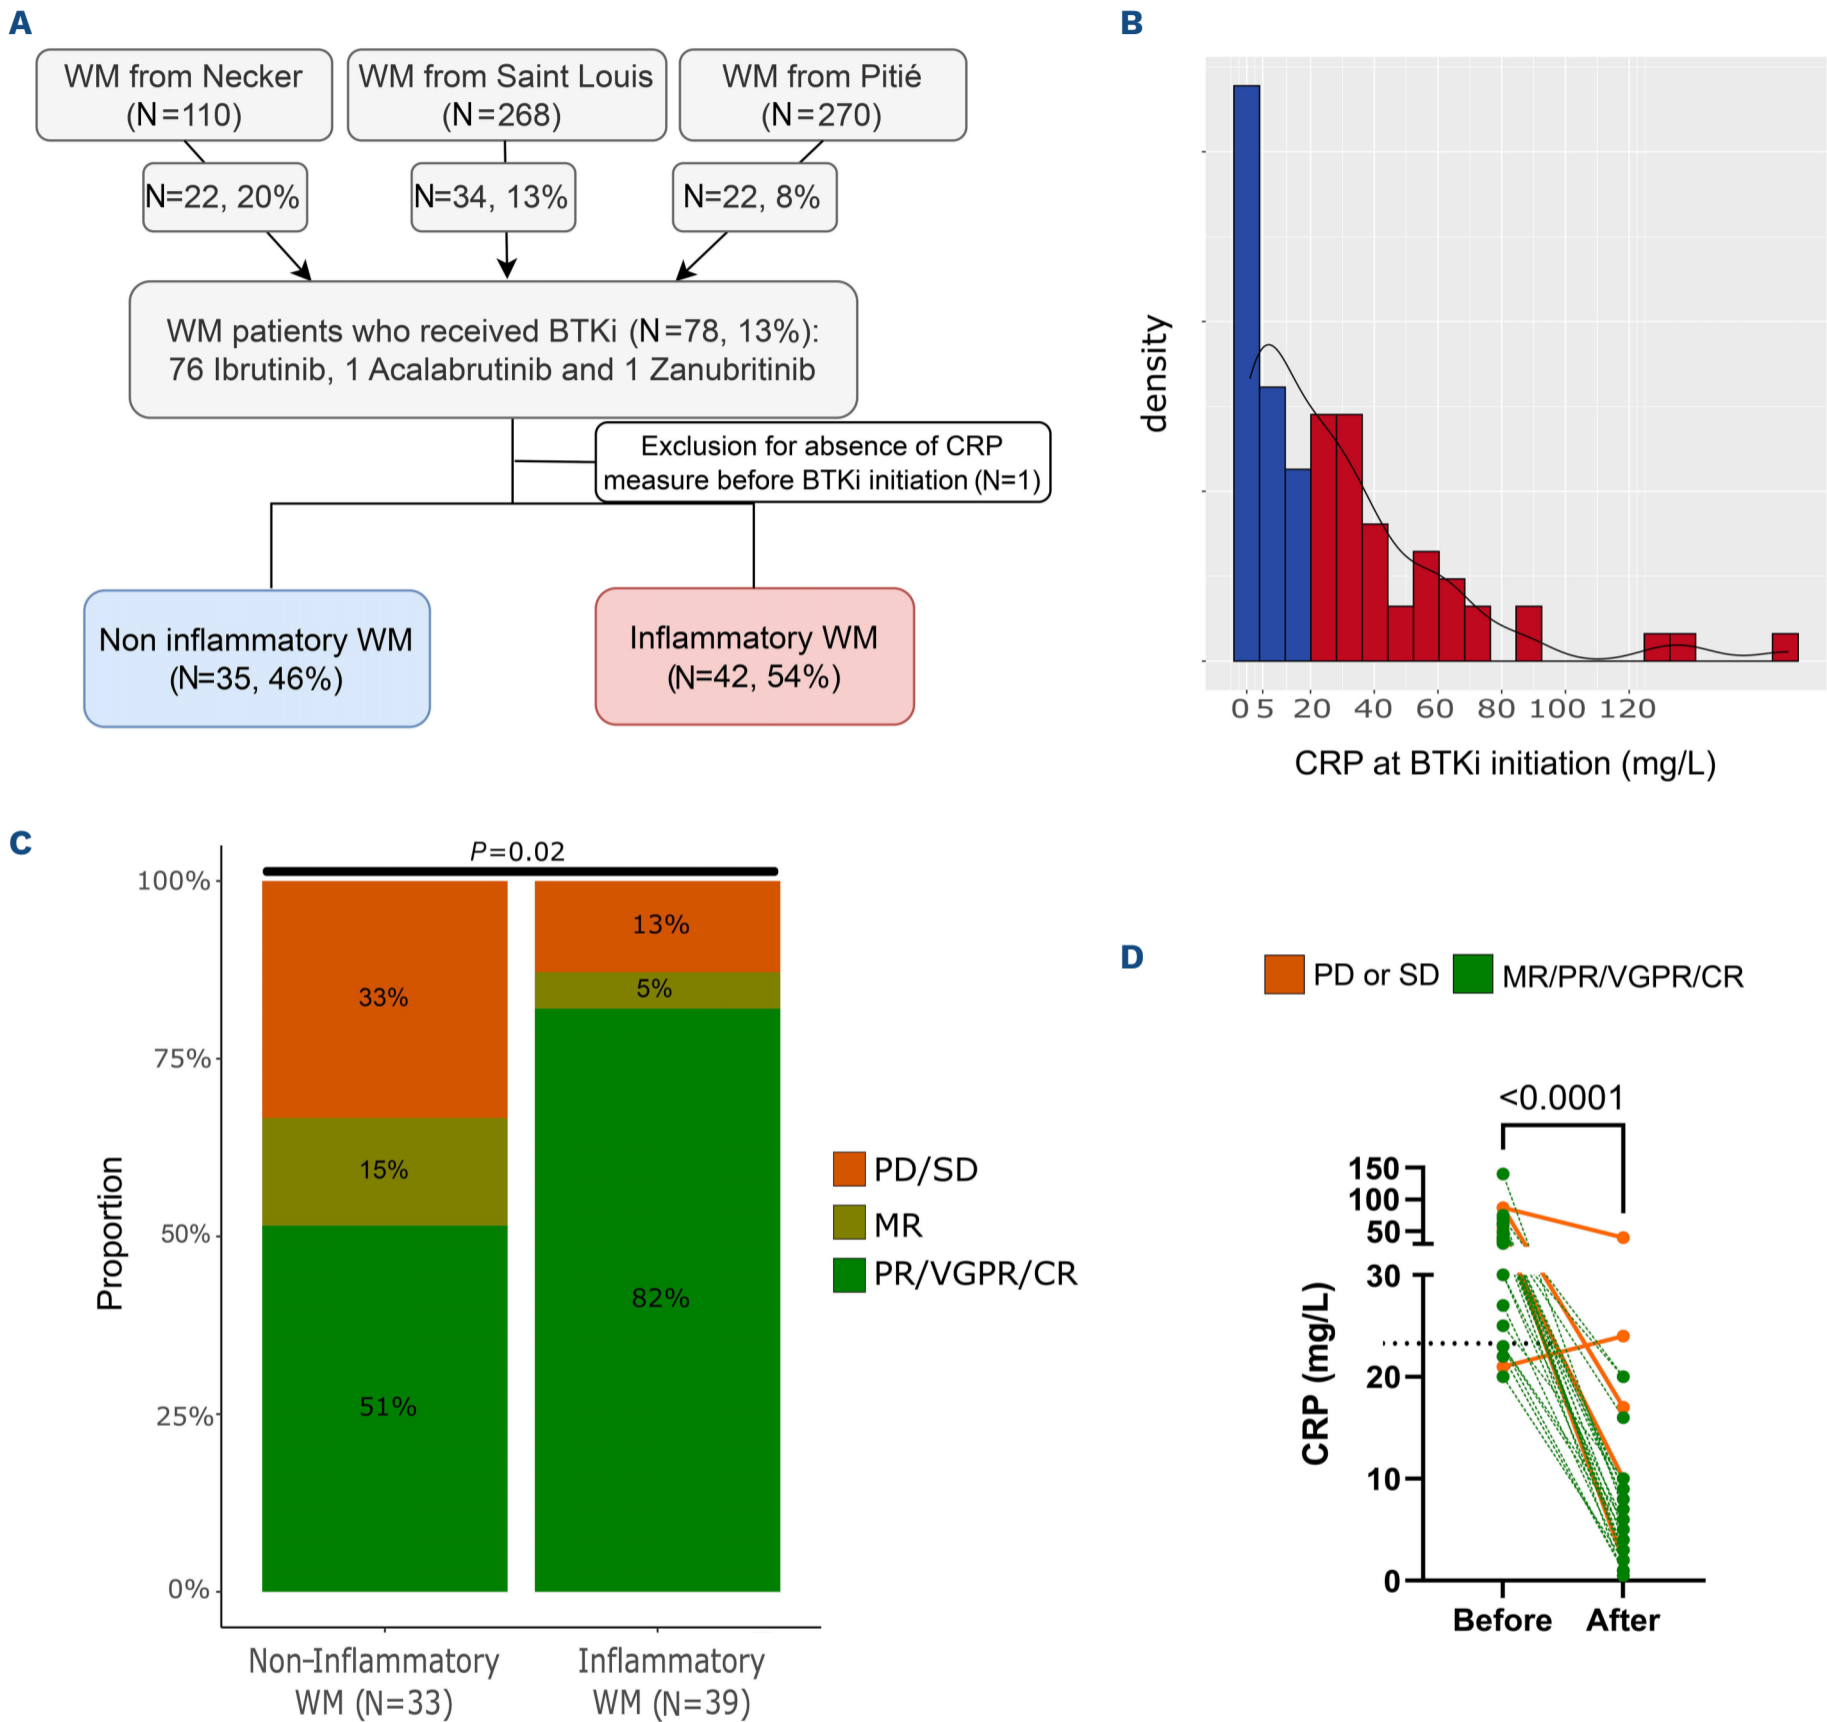 A
WM from Necker
(N=110)
WM from Saint Louis
(N=268)
WM from Pitié
(N=270)
N=22, 20%
N=34, 13%
N=22, 8%
WM patients who received BTKi (N=78, 13%):
76 Ibrutinib, 1 Acalabrutinib and 1 Zanubritinib
Exclusion for absence of CRP
measure before BTKi initiation (N=1)
Non inflammatory WM
(N=35, 46%)
Inflammatory WM
(N=42, 54%)
B
density
0 5 20 40 60 80 100 120
CRP at BTKi initiation (mg/L)
C
P=0.02
100%
75%
50%
25%
0%
Proportion
33%
15%
51%
13%
5%
82%
PD/SD
MR
PR/VGPR/CR
Non-Inflammatory
WM (N=33)
Inflammatory
WM (N=39)
D
PD or SD
MR/PR/VGPR/CR
<0.0001
150
100
50
30
20
10
0
CRP (mg/L)
Before
After